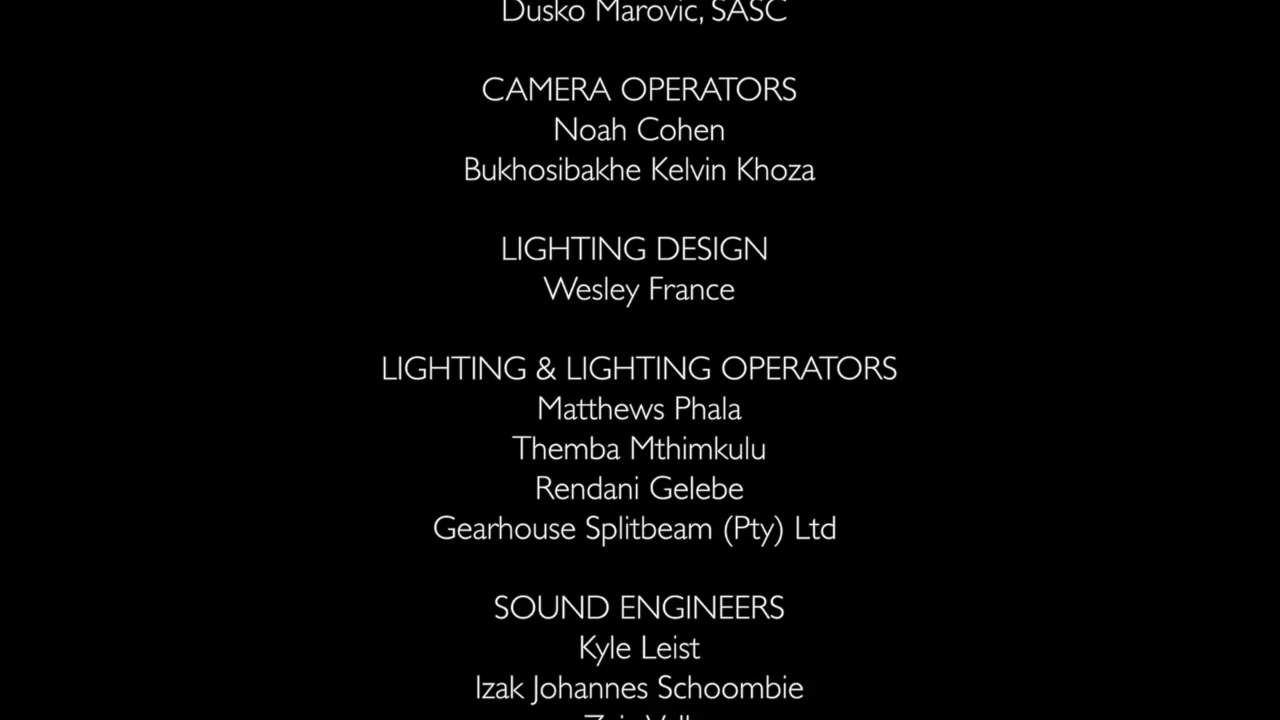 Dusko Marovic, SASC
CAMERA OPERATORS
Noah Cohen
Bukhosibakhe Kelvin Khoza
LIGHTING DESIGN
Wesley France
LIGHTING & LIGHTING OPERATORS
Matthews Phala
Themba Mthimkulu
Rendani Gelebe
Gearhouse Splitbeam (Pty) Ltd
SOUND ENGINEERS
Kyle Leist
Izak Johannes Schoombie